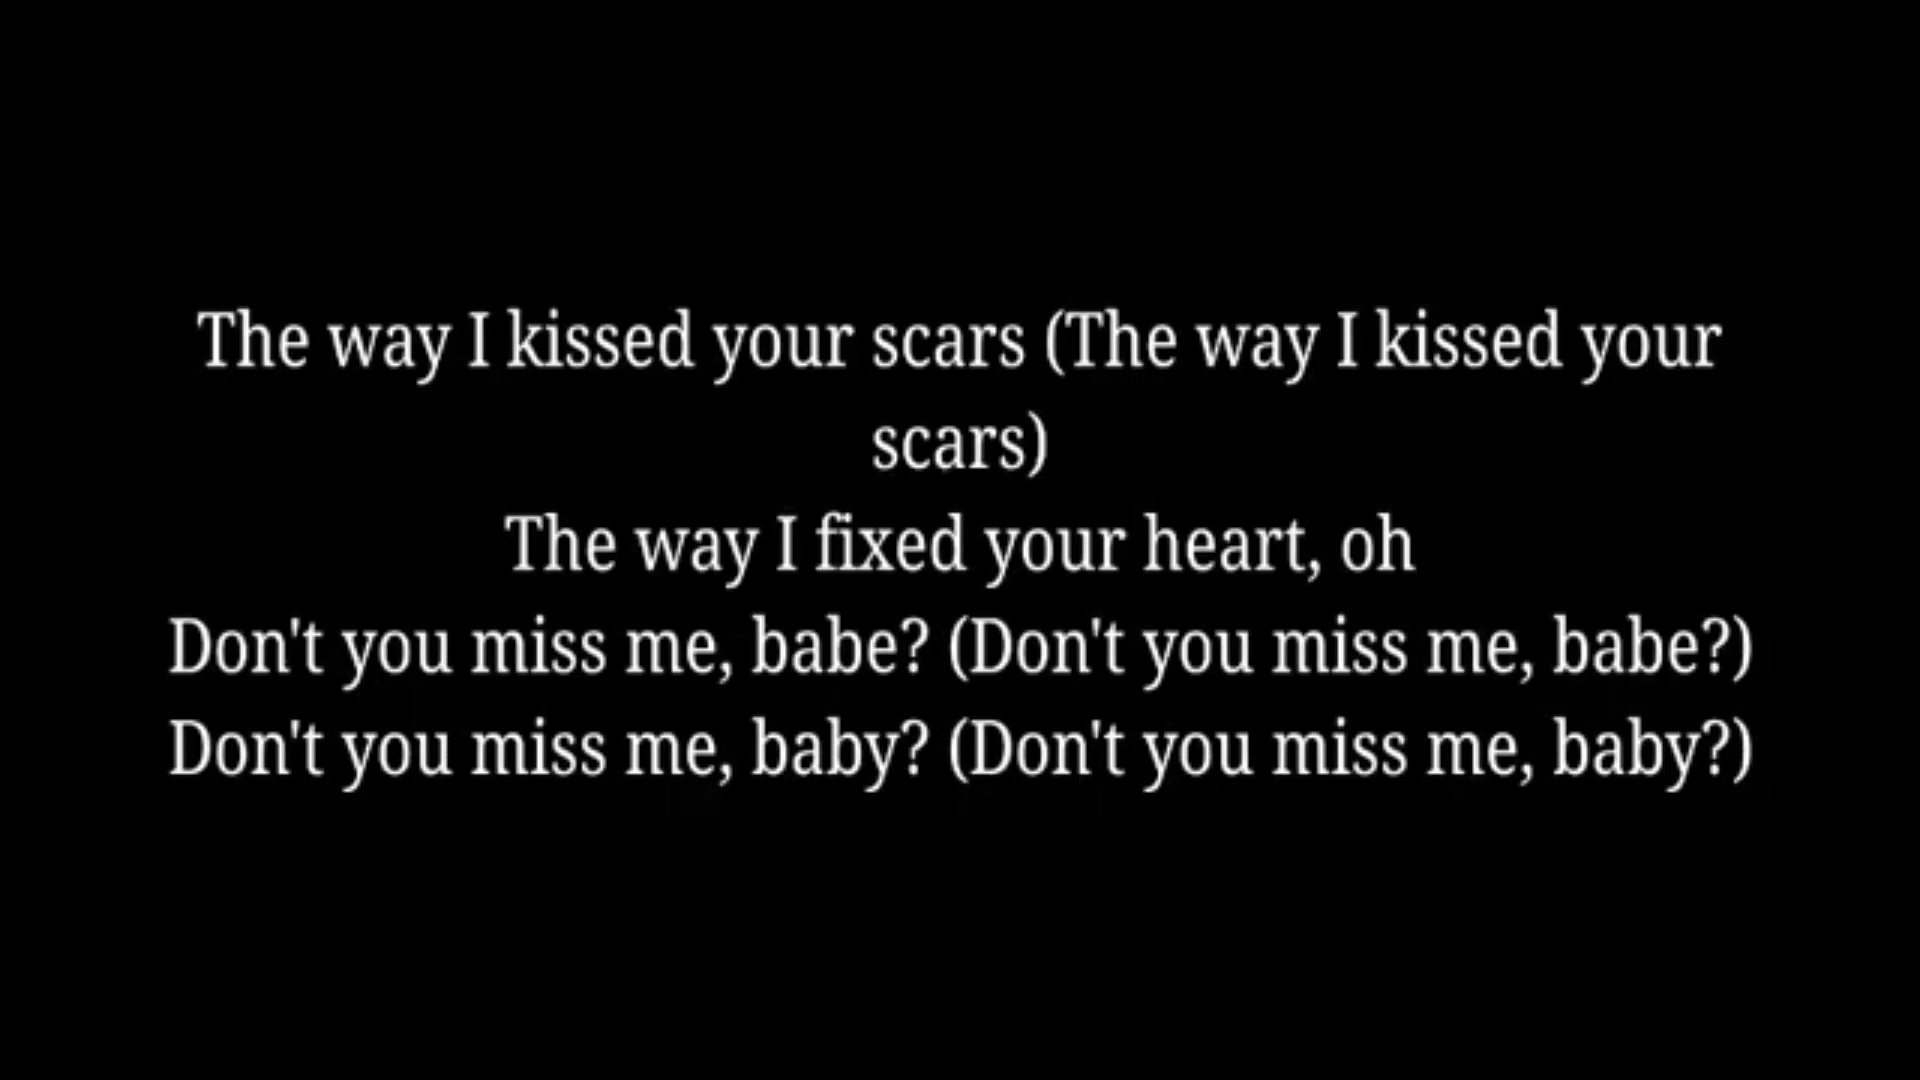 The way I kissed your scars (The way I kissed your
scars)
The way I fixed your heart, oh
Don't you miss me, babe? (Don't you miss me, babe?)
Don't you miss me, baby? (Don't you miss me, baby?)